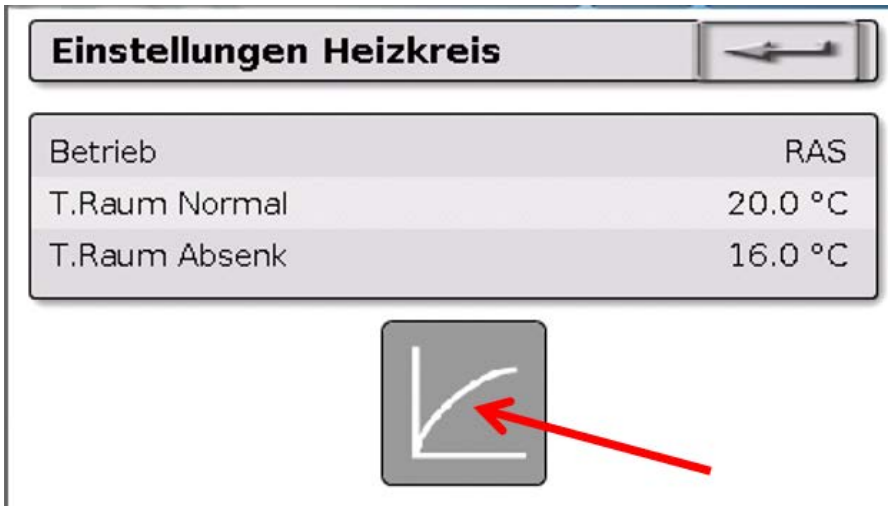 Einstellungen Heizkreis
Betrieb RAS
T.Raum Normal 20.0 °C
T.Raum Absenk 16.0 °C